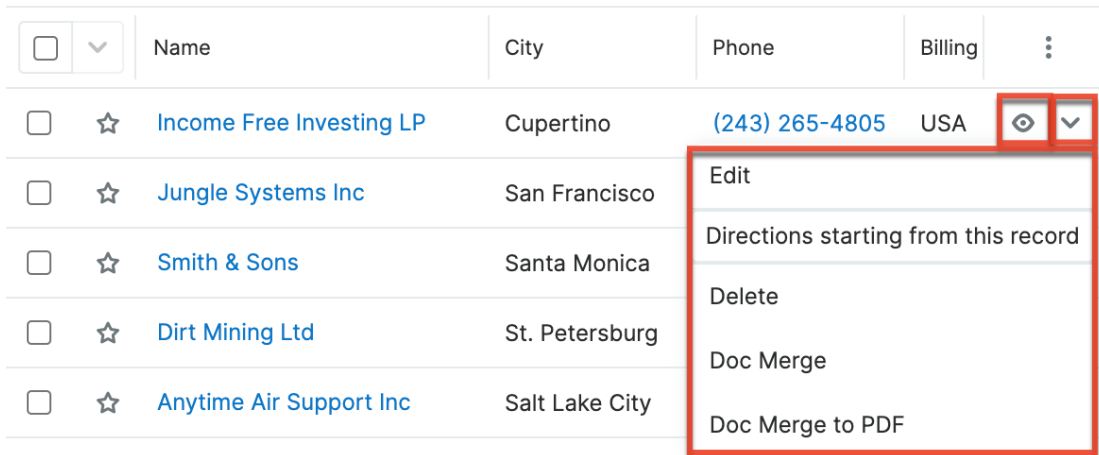 Name City Phone Billing
Income Free Investing LP Cupertino (243) 265-4805 USA
Edit
Jungle Systems Inc San Francisco
Directions starting from this record
Smith & Sons Santa Monica
Delete
Dirt Mining Ltd St. Petersburg
Doc Merge
Anytime Air Support Inc Salt Lake City
Doc Merge to PDF